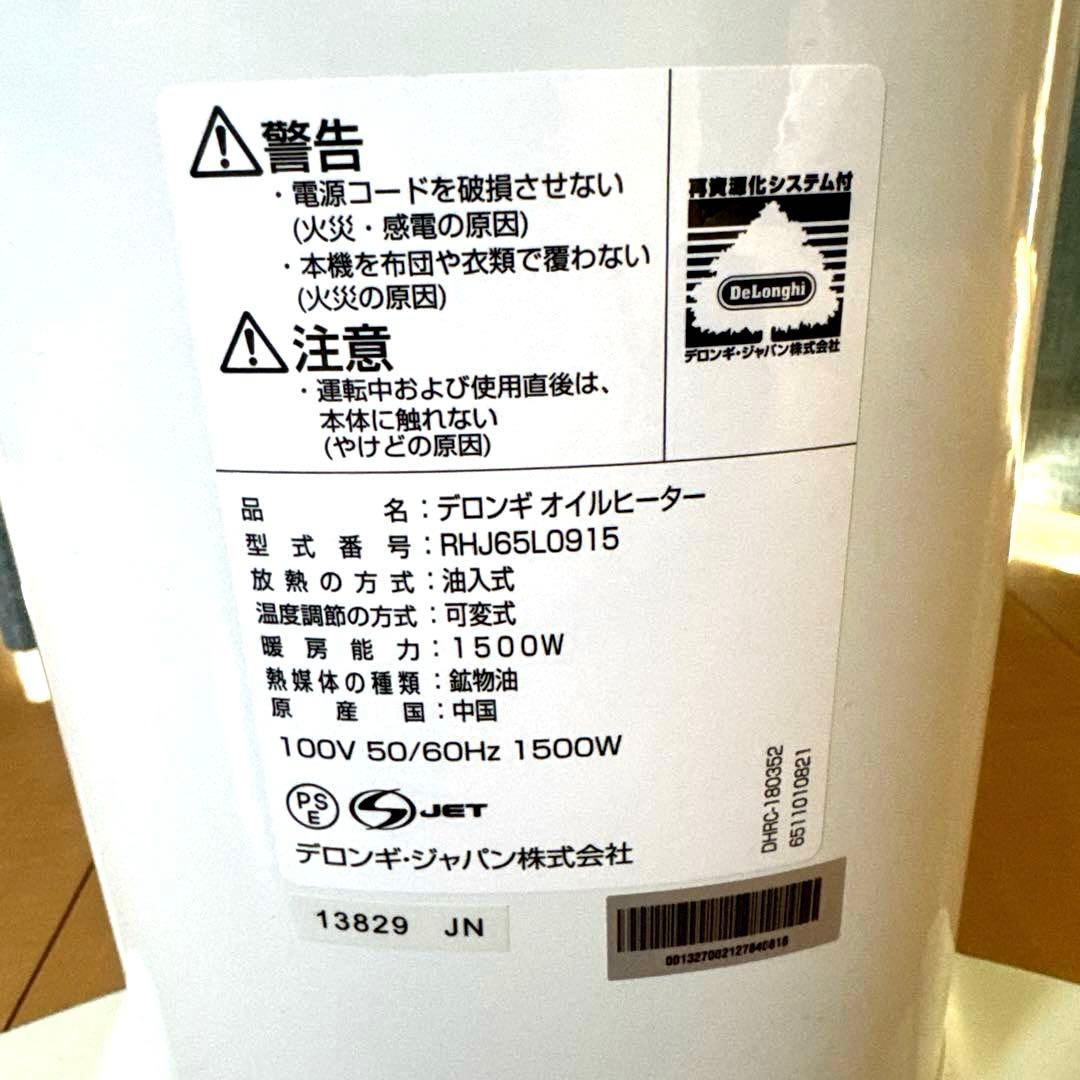 警告
・電源コードを破損させない
(火災・感電の原因)
・本機を布団や衣類で覆わない
(火災の原因)
注意
・運転中および使用直後は、
本体に触れない
(やけどの原因)
再資源化システム付
DeLonghi
デロンギ・ジャパン株式会社
品名：デロンギ オイルヒーター
型式番号：RHJ65L0915
放熱の方式：油入式
温度調節の方式：可変式
暖房能力：1500W
熱媒体の種類：鉱物油
原産国：中国
100V 50/60Hz 1500W
PSE
S JET
デロンギ・ジャパン株式会社
DHRC-180352
6511010821
13829 JN
001327002127840818